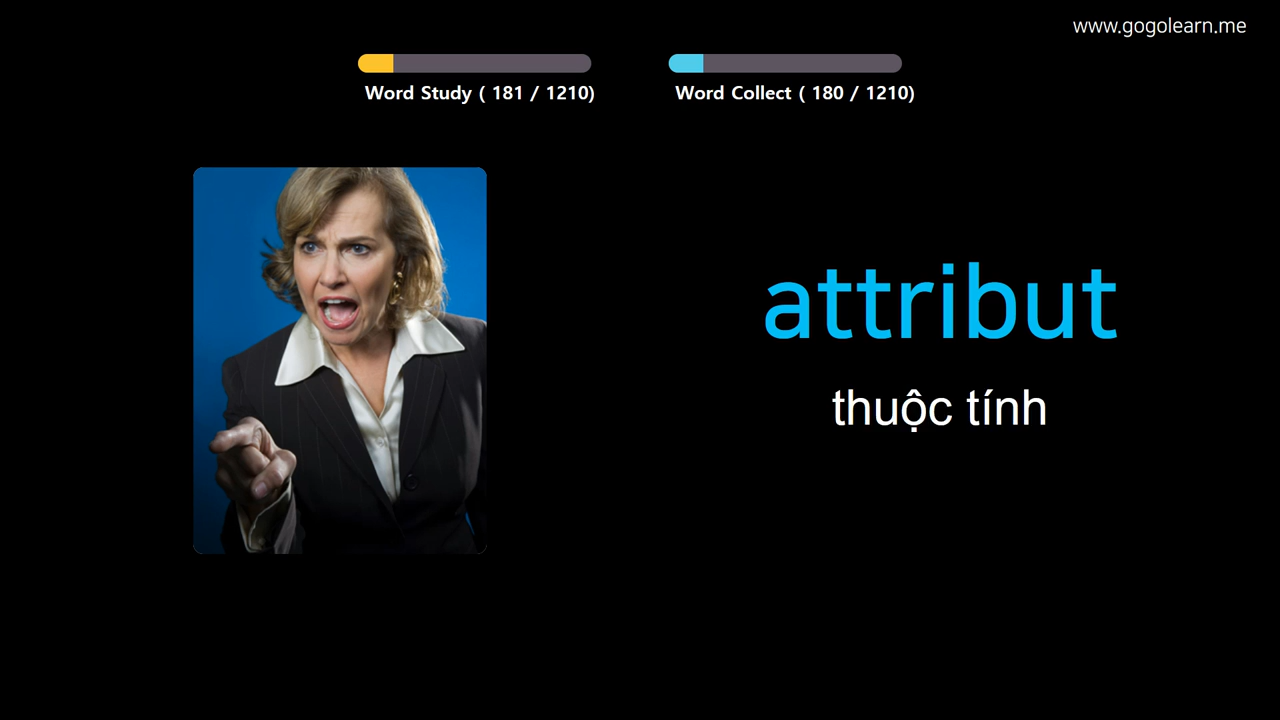 www.gogolearn.me
Word Study ( 181 / 1210)
Word Collect ( 180 / 1210)
attribut
thuộc tính